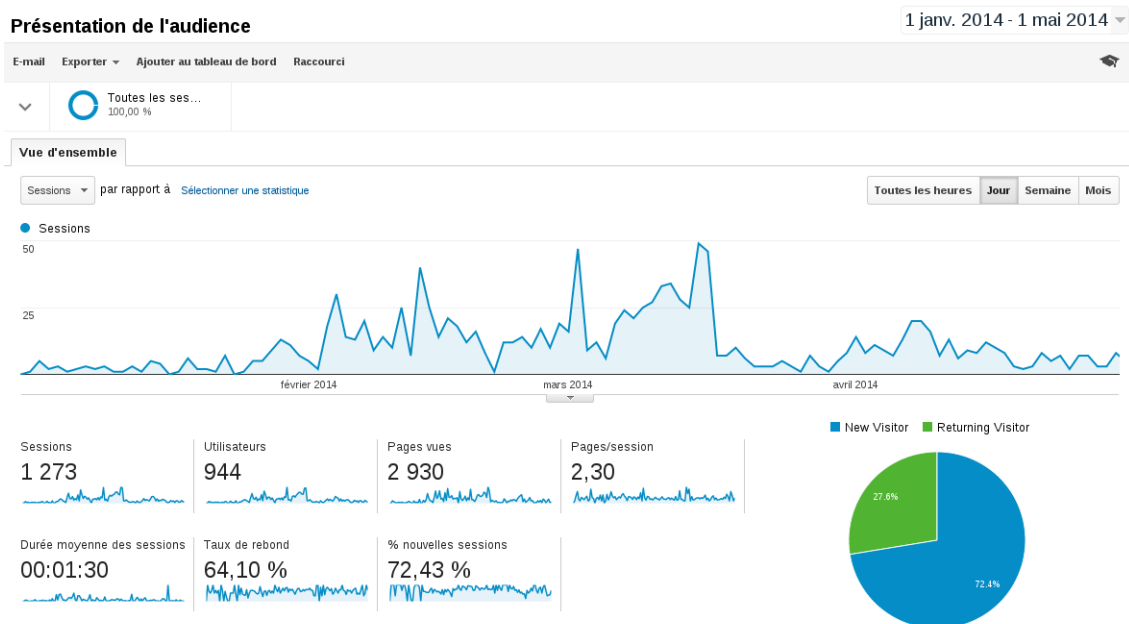 Présentation de l'audience
1 janv. 2014 - 1 mai 2014
E-mail Exporter Ajouter au tableau de bord Raccourci
Toutes les ses...
100,00 %
Vue d'ensemble
Sessions par rapport à Sélectionner une statistique
Toutes les heures Jour Semaine Mois
Sessions
50
25
février 2014 mars 2014 avril 2014
New Visitor Returning Visitor
Sessions Utilisateurs Pages vues Pages/session
1 273 944 2 930 2,30
27.6%
Durée moyenne des sessions Taux de rebond % nouvelles sessions
00:01:30 64,10 % 72,43 %
72.4%